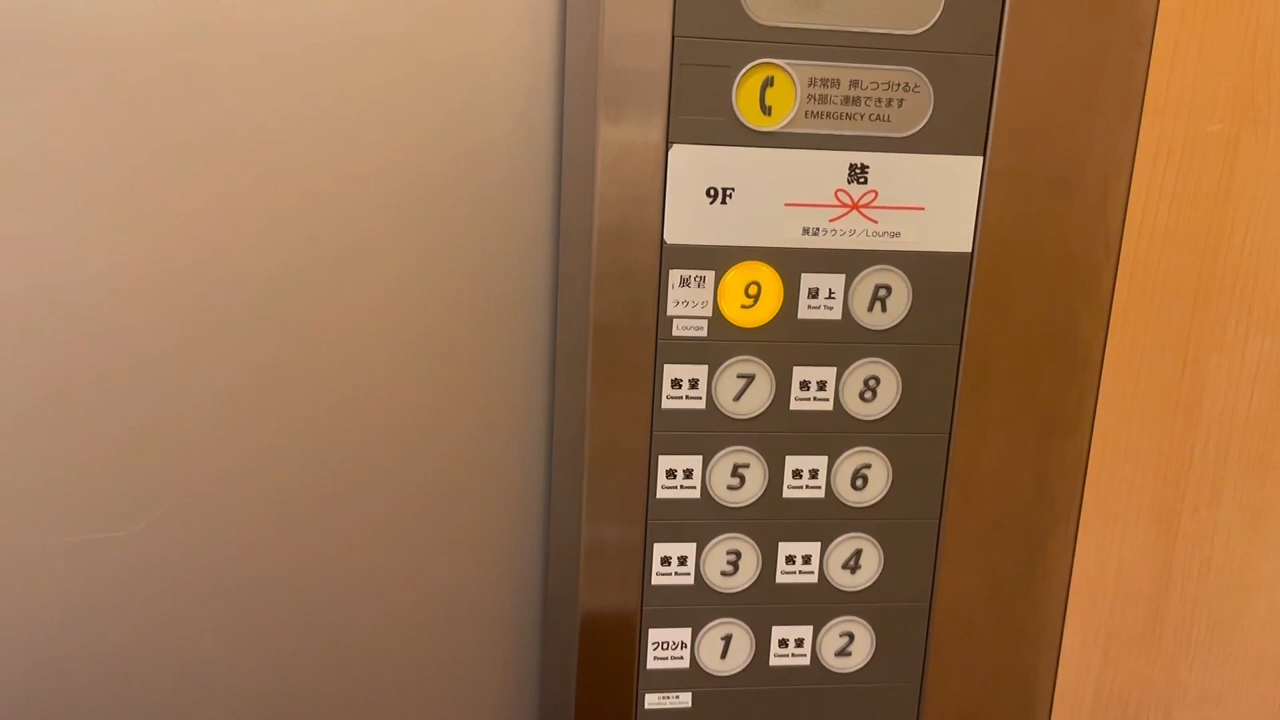 非常時 押しつづけると
外部に連絡できます
EMERGENCY CALL
9F
結
展望ラウンジ/Lounge
展望
ラウンジ
Lounge
9
屋上
Roof Top
R
客室
Guest Room
7
客室
Guest Room
8
客室
Guest Room
5
客室
Guest Room
6
客室
Guest Room
3
客室
Guest Room
4
フロント
Front Desk
1
客室
Guest Room
2